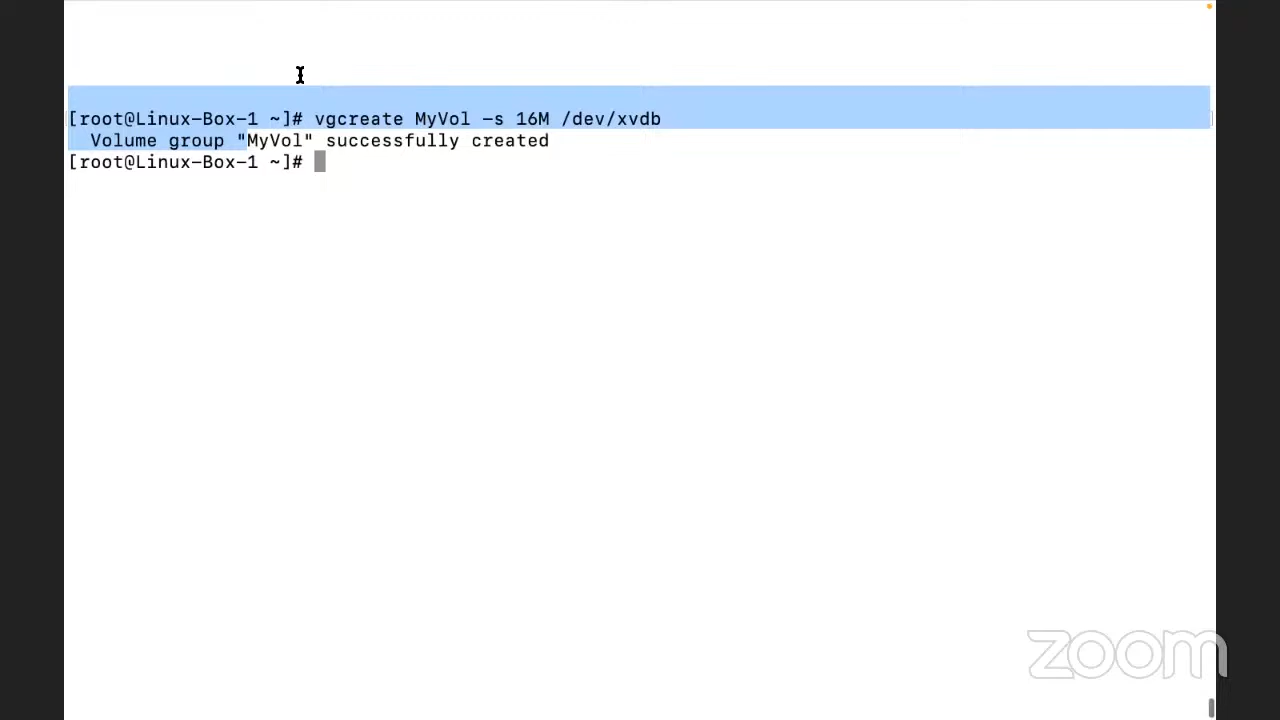 [root@Linux-Box-1 ~]# vgcreate MyVol -s 16M /dev/xvdb
  Volume group "MyVol" successfully created
[root@Linux-Box-1 ~]#
zoom